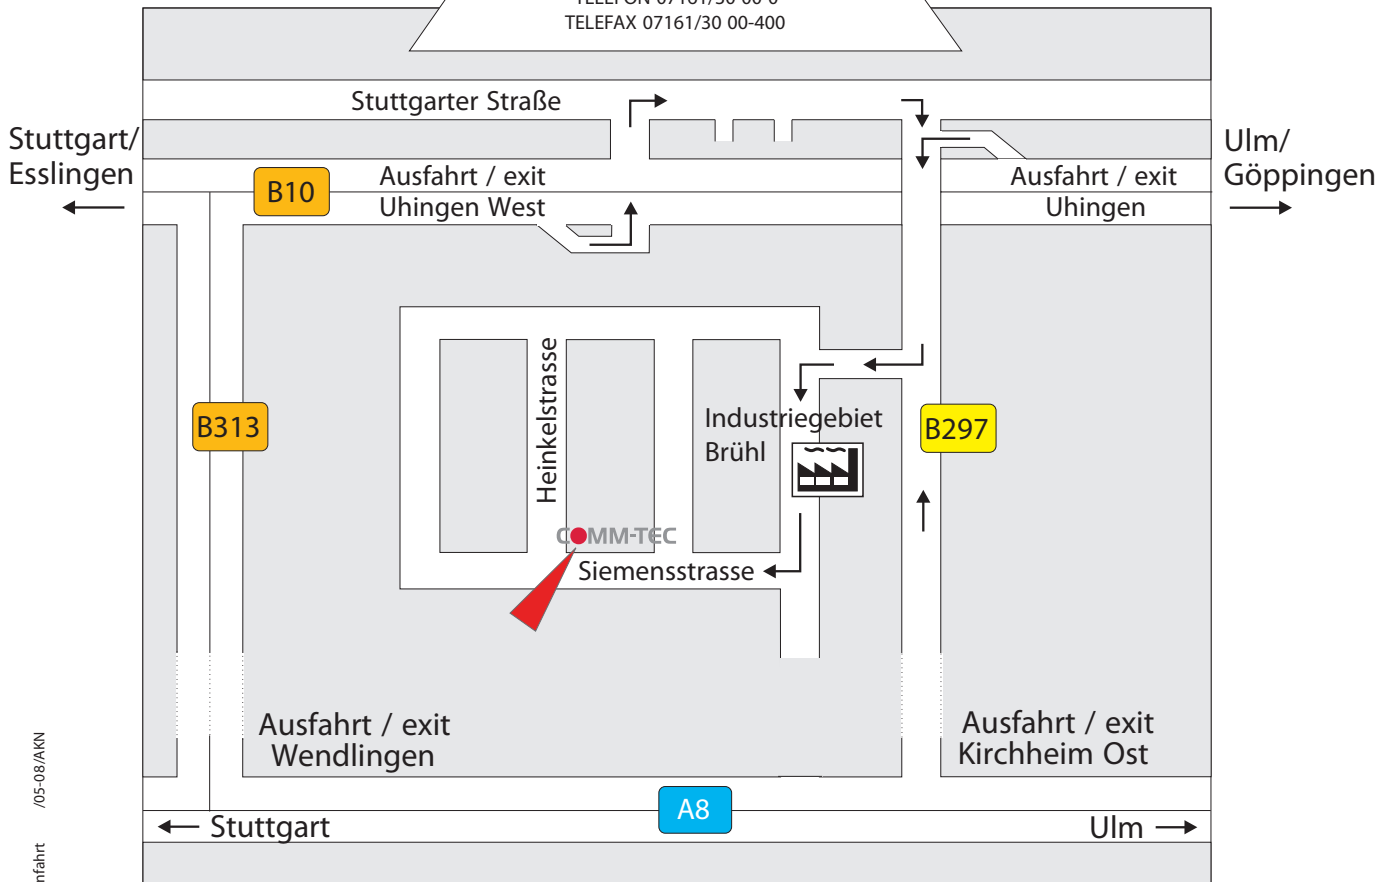 TELEFAX 07161/30 00-400
Stuttgarter Straße
Stuttgart/
Esslingen
B10
Ausfahrt / exit
Uhingen West
Ausfahrt / exit
Uhingen
Ulm/
Göppingen
B313
Heinkelstrasse
Industriegebiet
Brühl
B297
COMM-TEC
Siemensstrasse
Ausfahrt / exit
Wendlingen
Ausfahrt / exit
Kirchheim Ost
A8
Stuttgart
Ulm
/05-08/AKN
nfahrt